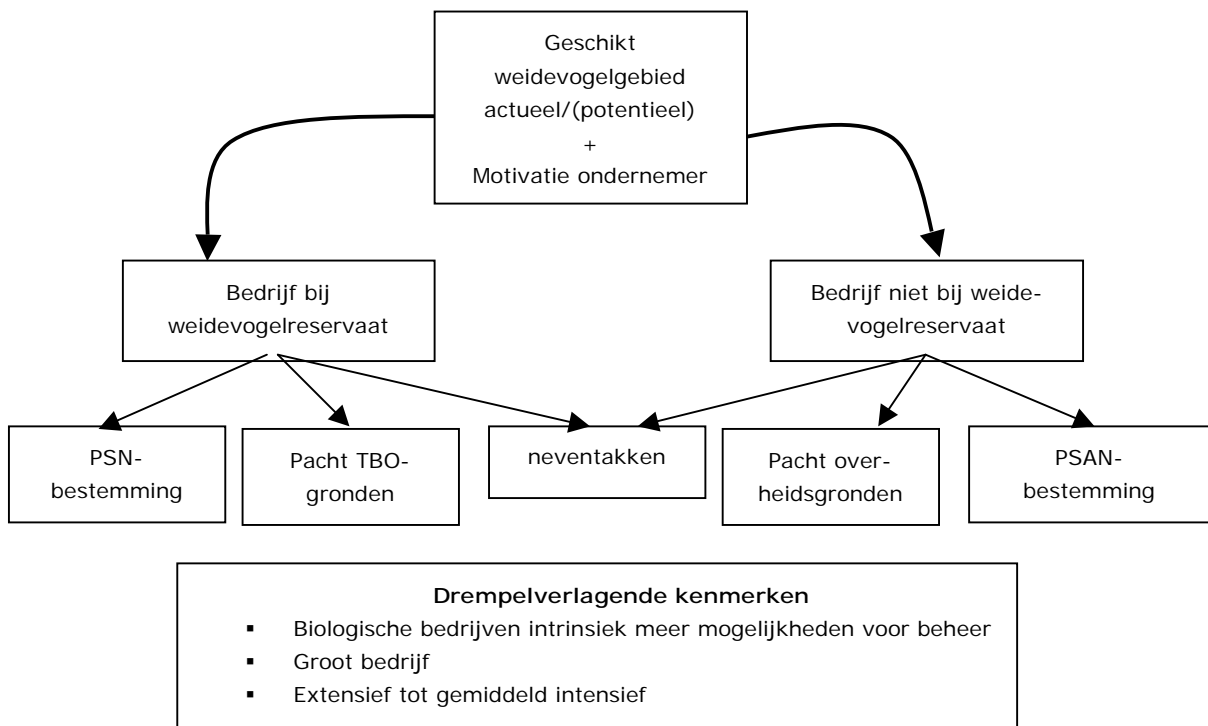 Geschikt
weidevogelgebied
actueel/(potentieel)
+
Motivatie ondernemer
Bedrijf bij
weidevogelreservaat
Bedrijf niet bij weide-
vogelreservaat
PSN-
bestemming
Pacht TBO-
gronden
neventakken
Pacht over-
heidsgronden
PSAN-
bestemming
Drempelverlagende kenmerken
▪ Biologische bedrijven intrinsiek meer mogelijkheden voor beheer
▪ Groot bedrijf
▪ Extensief tot gemiddeld intensief